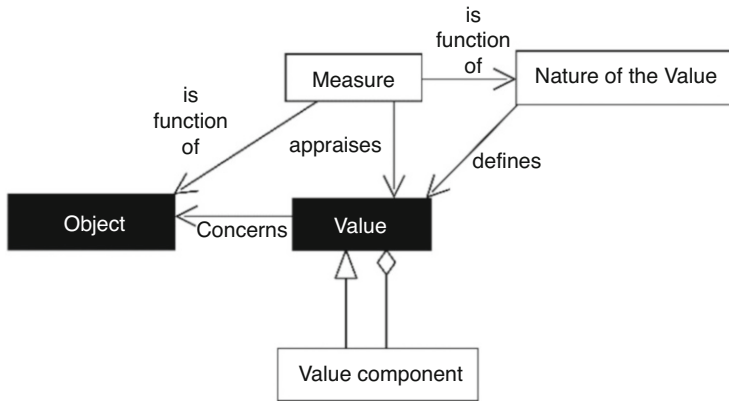 is
function
of
Measure
Nature of the Value
is
function
of
appraises
defines
Object
Concerns
Value
Value component